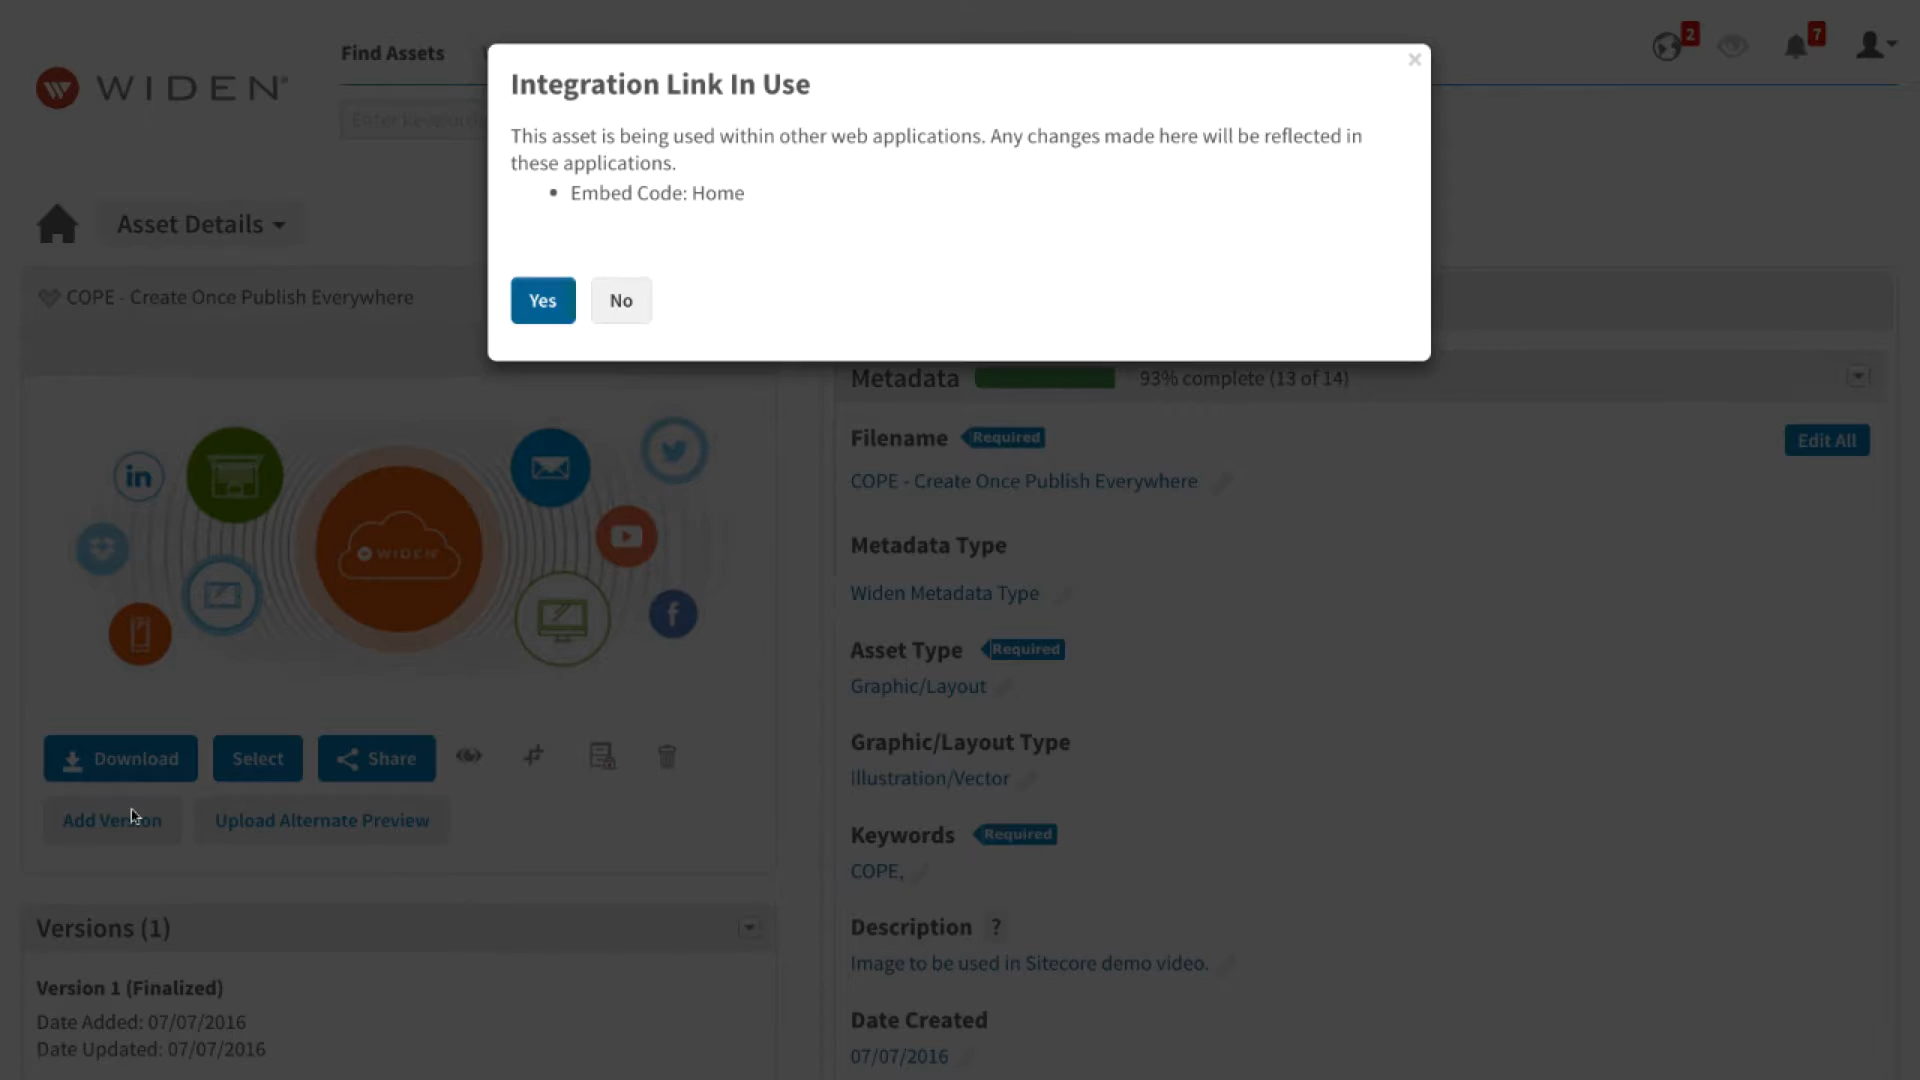 WIDEN
Find Assets
2
7
Enter keyword
Integration Link In Use
×
This asset is being used within other web applications. Any changes made here will be reflected in
these applications.
• Embed Code: Home
Yes
No
Asset Details
COPE - Create Once Publish Everywhere
in
WIDEN
f
Download
Select
Share
Add Version
Upload Alternate Preview
Versions (1)
Version 1 (Finalized)
Date Added: 07/07/2016
Date Updated: 07/07/2016
Metadata
93% complete (13 of 14)
Filename
Required
Edit All
COPE - Create Once Publish Everywhere
Metadata Type
Widen Metadata Type
Asset Type
Required
Graphic/Layout
Graphic/Layout Type
Illustration/Vector
Keywords
Required
COPE,
Description ?
Image to be used in Sitecore demo video.
Date Created
07/07/2016